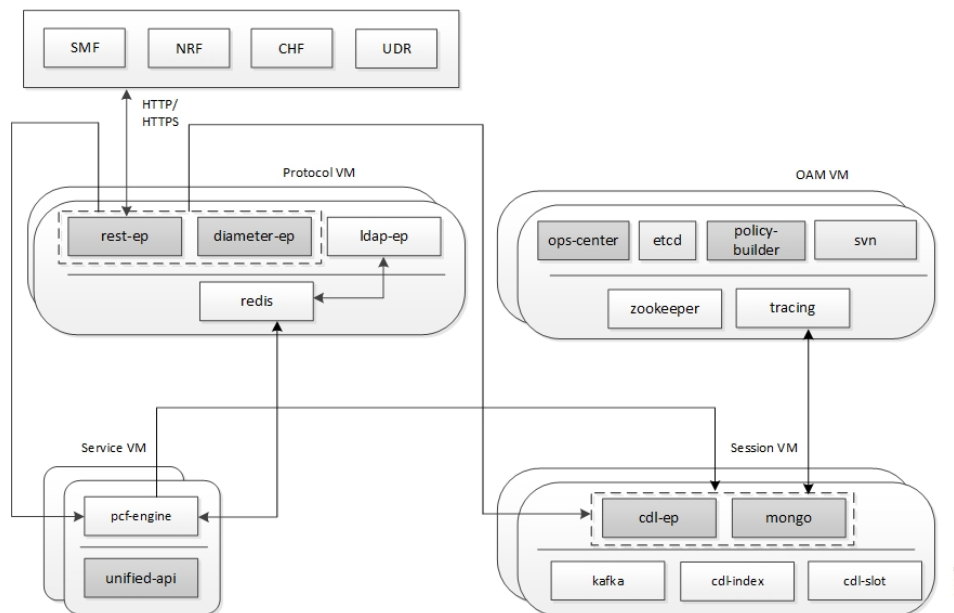 SMF
NRF
CHF
UDR
HTTP/
HTTPS
Protocol VM
OAM VM
rest-ep
diameter-ep
ldap-ep
redis
ops-center
etcd
policy-
builder
svn
zookeeper
tracing
Service VM
Session VM
pcf-engine
unified-api
cdl-ep
mongo
kafka
cdl-index
cdl-slot